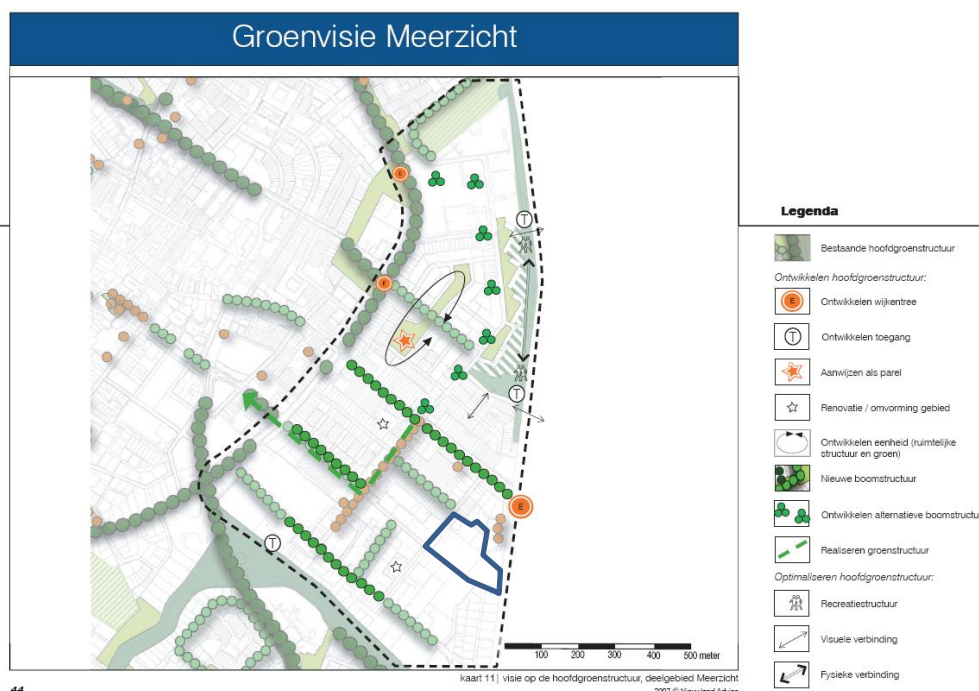 Groenvisie Meerzicht
E
T
E
T
T
E
100 200 300 400 500 meter
kaart 11 | visie op de hoofdgroenstructuur, deelgebied Meerzicht
44
Legenda
Bestaande hoofdgroenstructuur
Ontwikkelen hoofdgroenstructuur:
E Ontwikkelen wijkentree
T Ontwikkelen toegang
Aanwijzen als parel
Renovatie / omvorming gebied
Ontwikkelen eenheid (ruimtelijke
structuur en groen)
Nieuwe boomstructuur
Ontwikkelen alternatieve boomstructu
Realiseren groenstructuur
Optimaliseren hoofdgroenstructuur:
Recreatiestructuur
Visuele verbinding
Fysieke verbinding